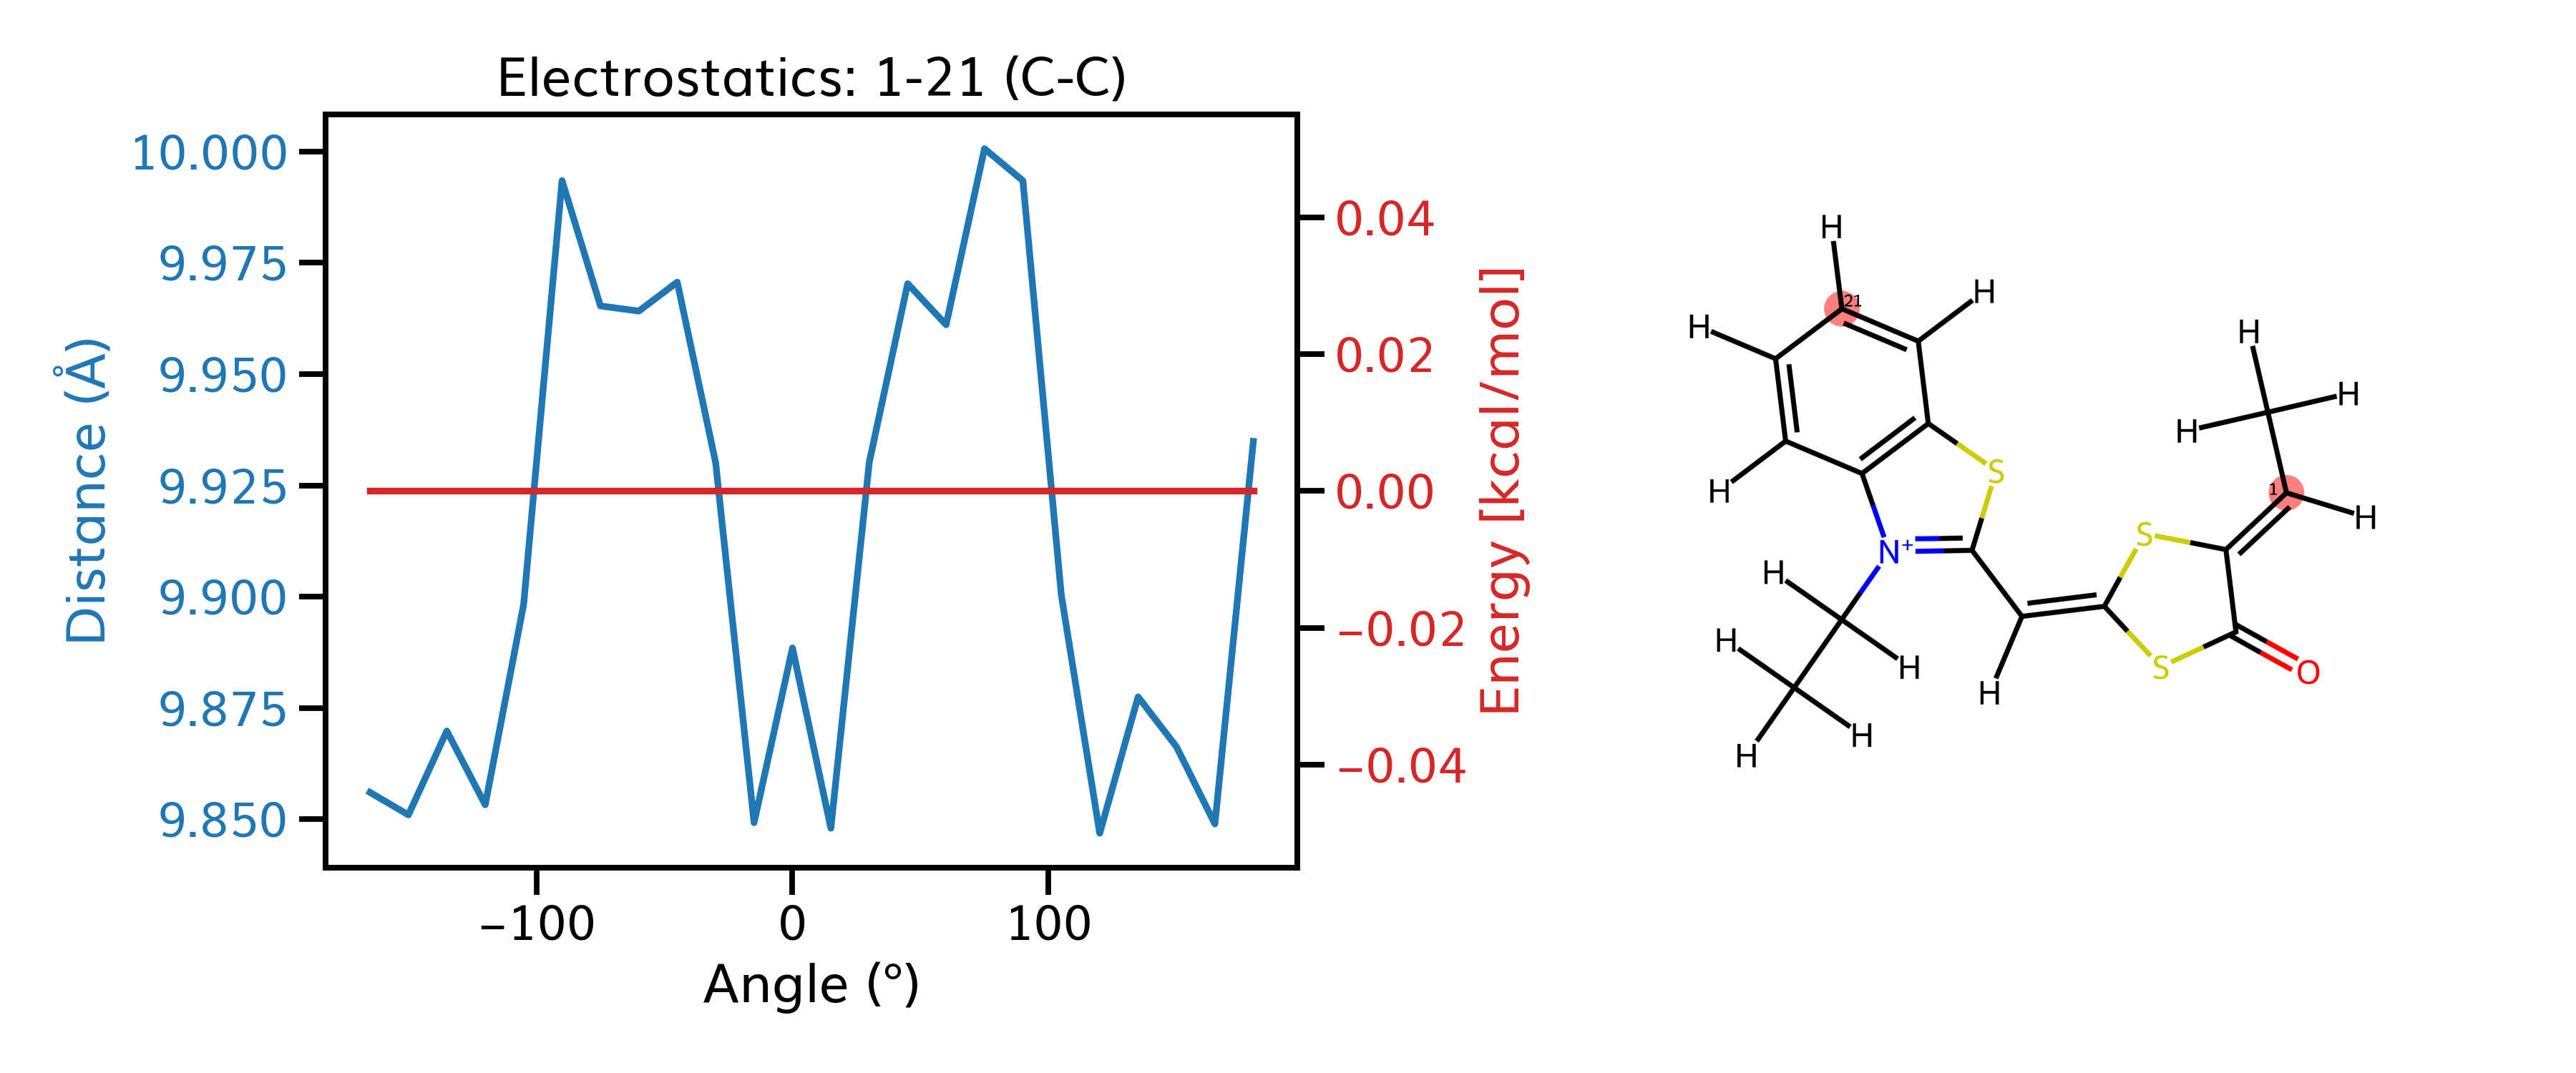 Electrostatics: 1-21 (C-C)
10.000
9.975
9.950
9.925
9.900
9.875
9.850
Distance (Å)
0.04
0.02
0.00
−0.02
−0.04
Energy [kcal/mol]
−100 0 100
Angle (°)
H
H
21
H
H
H
H
H
S
1
H
H
N+
S
H
H
H
H
S
O
H
H
H